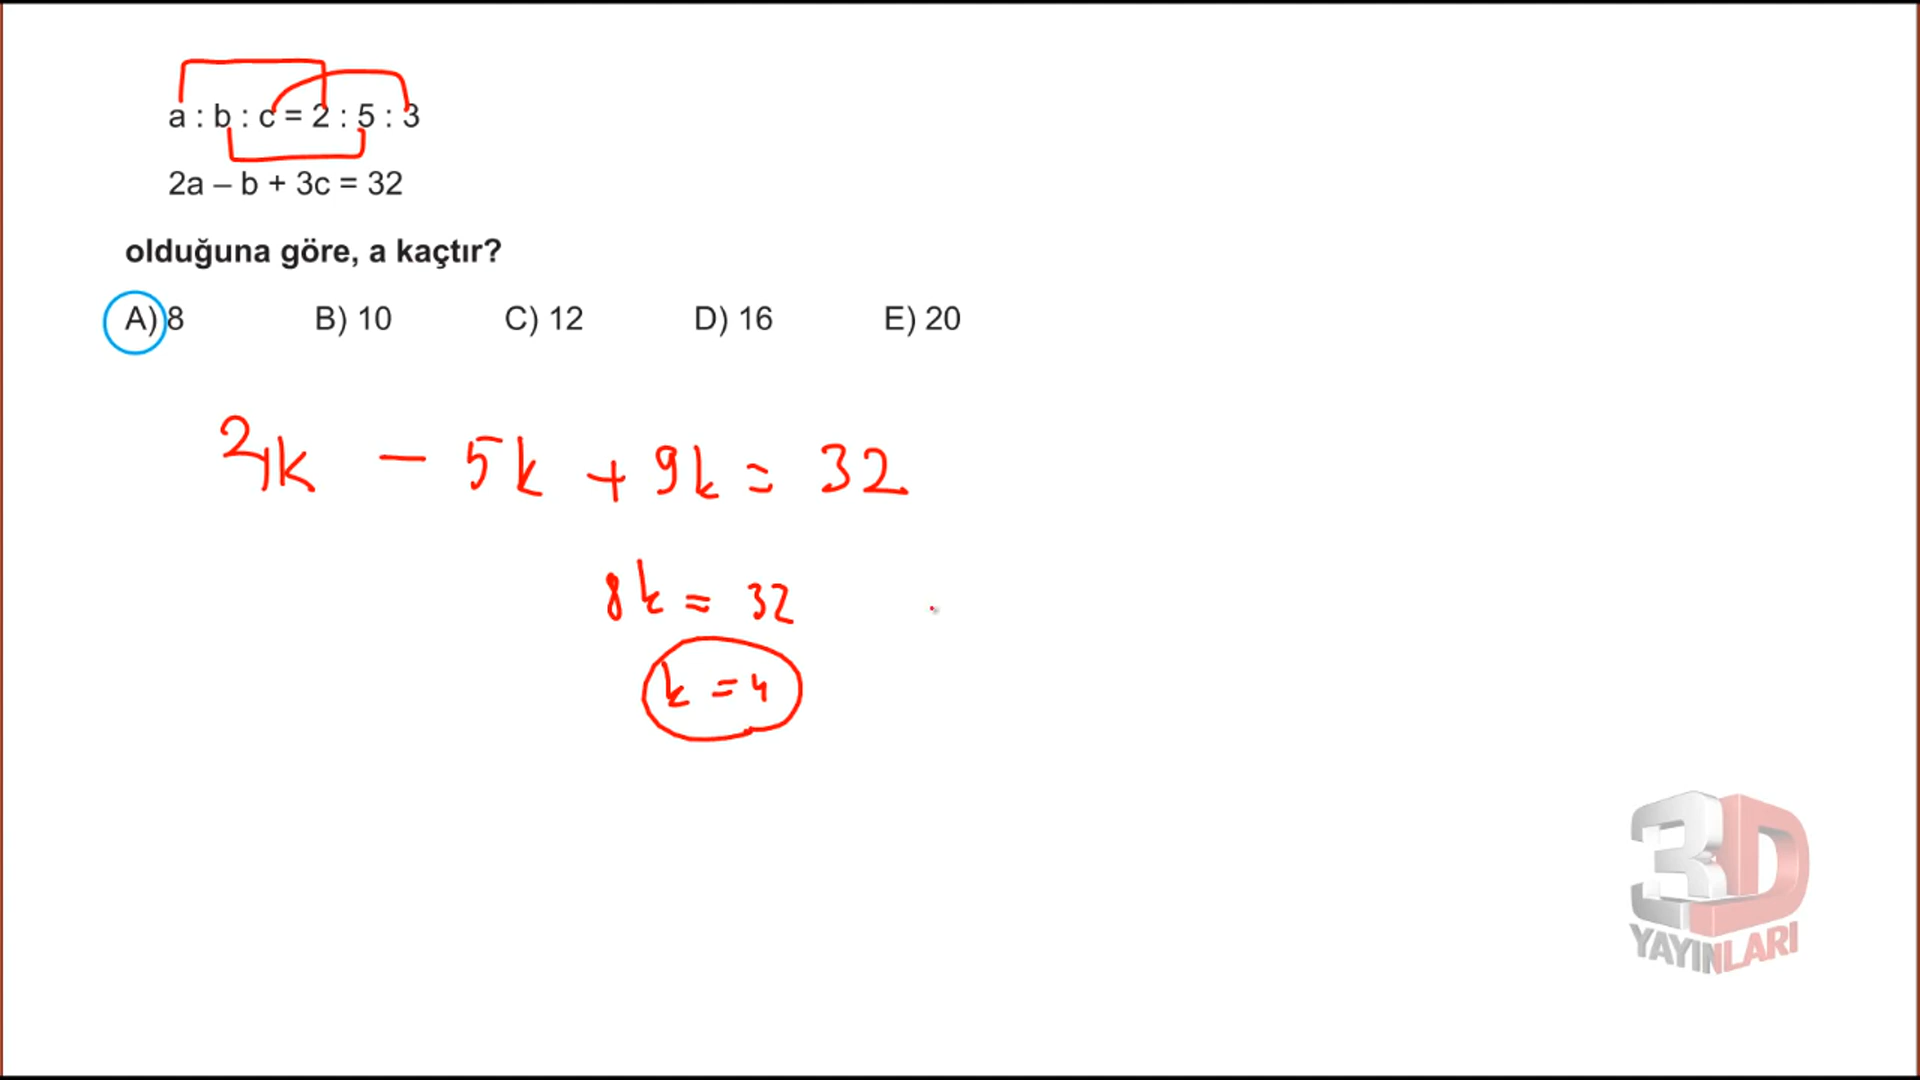 a : b : c = 2 : 5 : 3
2a – b + 3c = 32
olduğuna göre, a kaçtır?
A) 8 B) 10 C) 12 D) 16 E) 20
4k - 5k + 9k = 32
8k = 32
k = 4
3D
YAYINLARI